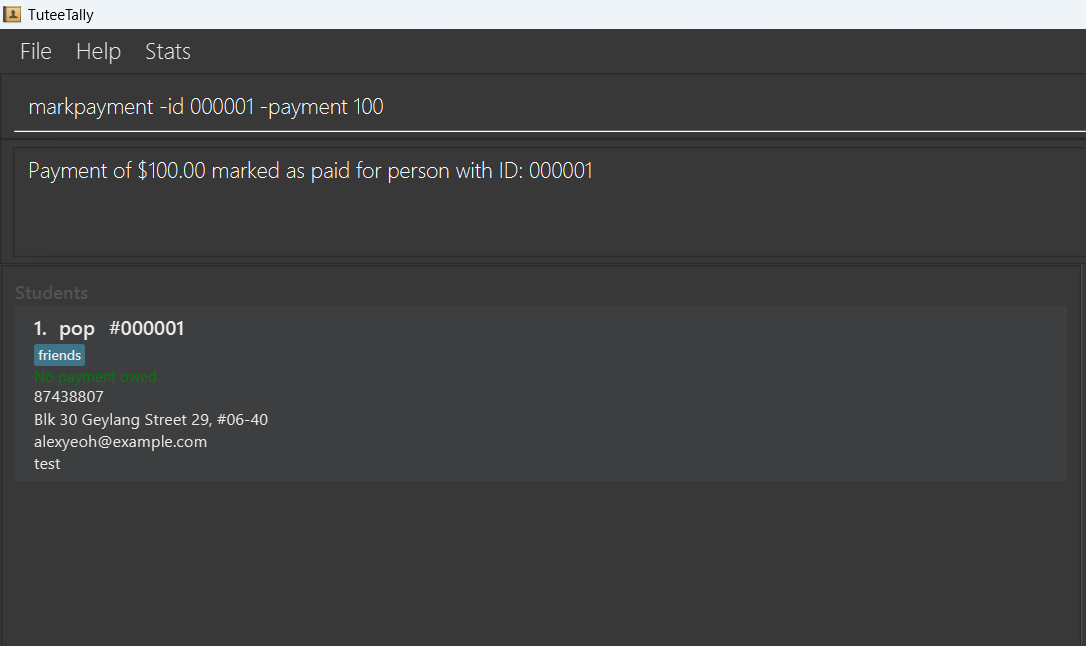 TuteeTally
File Help Stats
markpayment -id 000001 -payment 100
Payment of $100.00 marked as paid for person with ID: 000001
Students
1. pop #000001
friends
No payment owed
87438807
Blk 30 Geylang Street 29, #06-40
alexyeoh@example.com
test